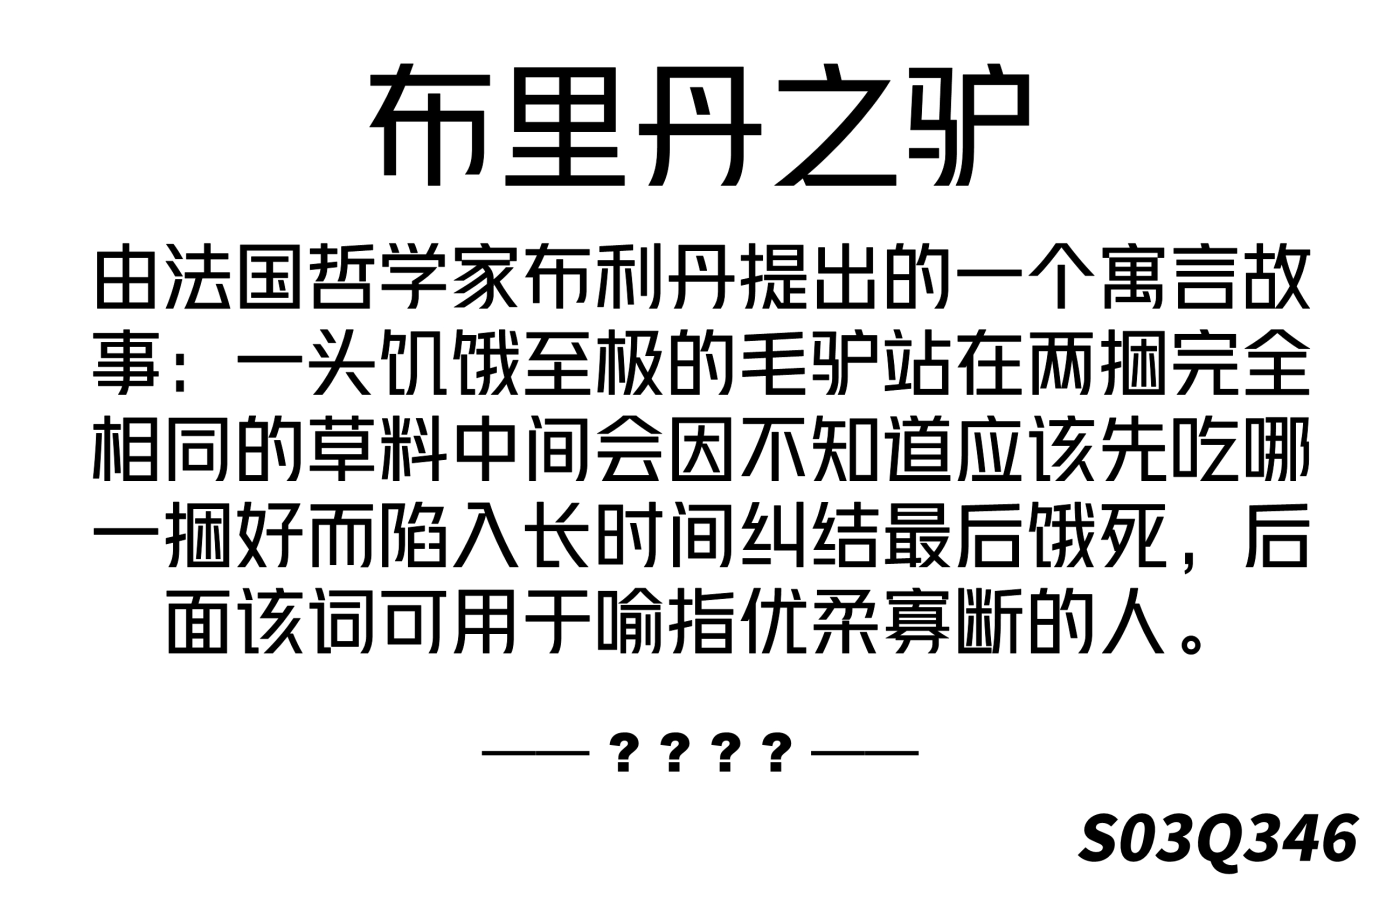 布里丹之驴
由法国哲学家布利丹提出的一个寓言故
事：一头饥饿至极的毛驴站在两捆完全
相同的草料中间会因不知道应该先吃哪
一捆好而陷入长时间纠结最后饿死，后
面该词可用于喻指优柔寡断的人。
——????——
S03Q346